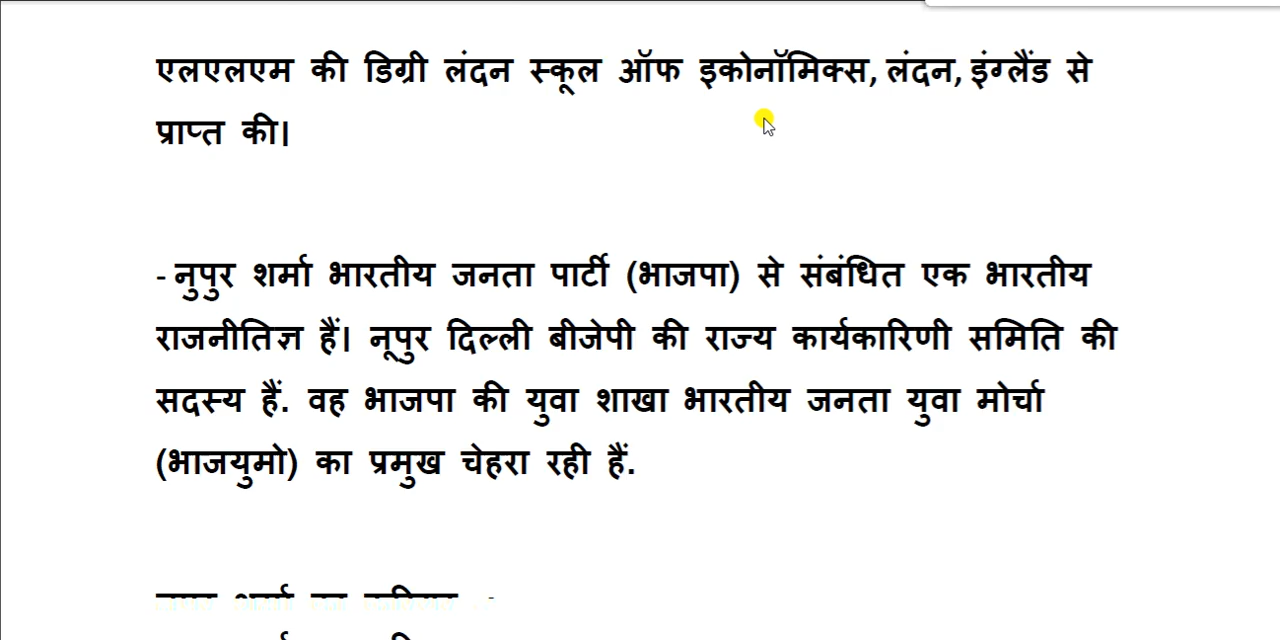 एलएलएम की डिग्री लंदन स्कूल ऑफ इकोनॉमिक्स, लंदन, इंग्लैंड से
प्राप्त की।
- नुपुर शर्मा भारतीय जनता पार्टी (भाजपा) से संबंधित एक भारतीय
राजनीतिज्ञ हैं। नूपुर दिल्ली बीजेपी की राज्य कार्यकारिणी समिति की
सदस्य हैं. वह भाजपा की युवा शाखा भारतीय जनता युवा मोर्चा
(भाजयुमो) का प्रमुख चेहरा रही हैं.